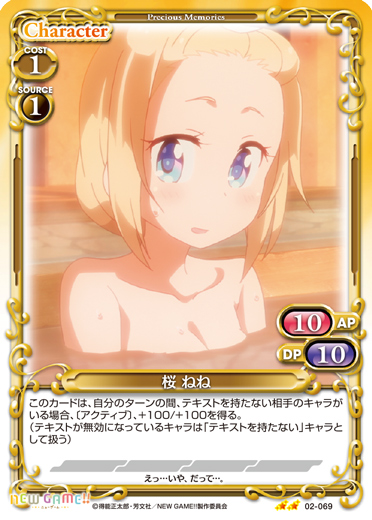 Precious Memories
Character
COST
1
SOURCE
1
10 AP
DP 10
桜 ねね
このカードは、自分のターンの間、テキストを持たない相手のキャラが
いる場合、〔アクティブ〕、+100/+100を得る。
(テキストが無効になっているキャラは「テキストを持たない」キャラと
して扱う)
えっ…いや、だって…。
NEW GAME!!
©得能正太郎・芳文社/NEW GAME!!製作委員会
02-069